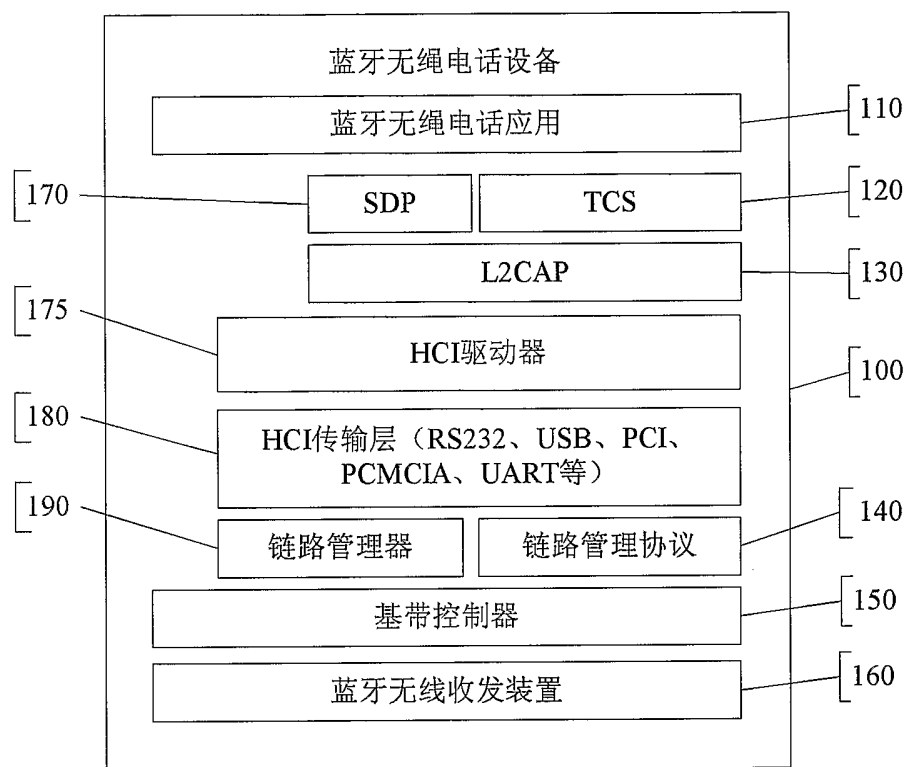 蓝牙无绳电话设备
蓝牙无绳电话应用
110
170
SDP
TCS
120
L2CAP
130
175
HCI驱动器
100
180
HCI传输层（RS232、USB、PCI、
PCMCIA、UART等）
190
链路管理器
链路管理协议
140
基带控制器
150
蓝牙无线收发装置
160